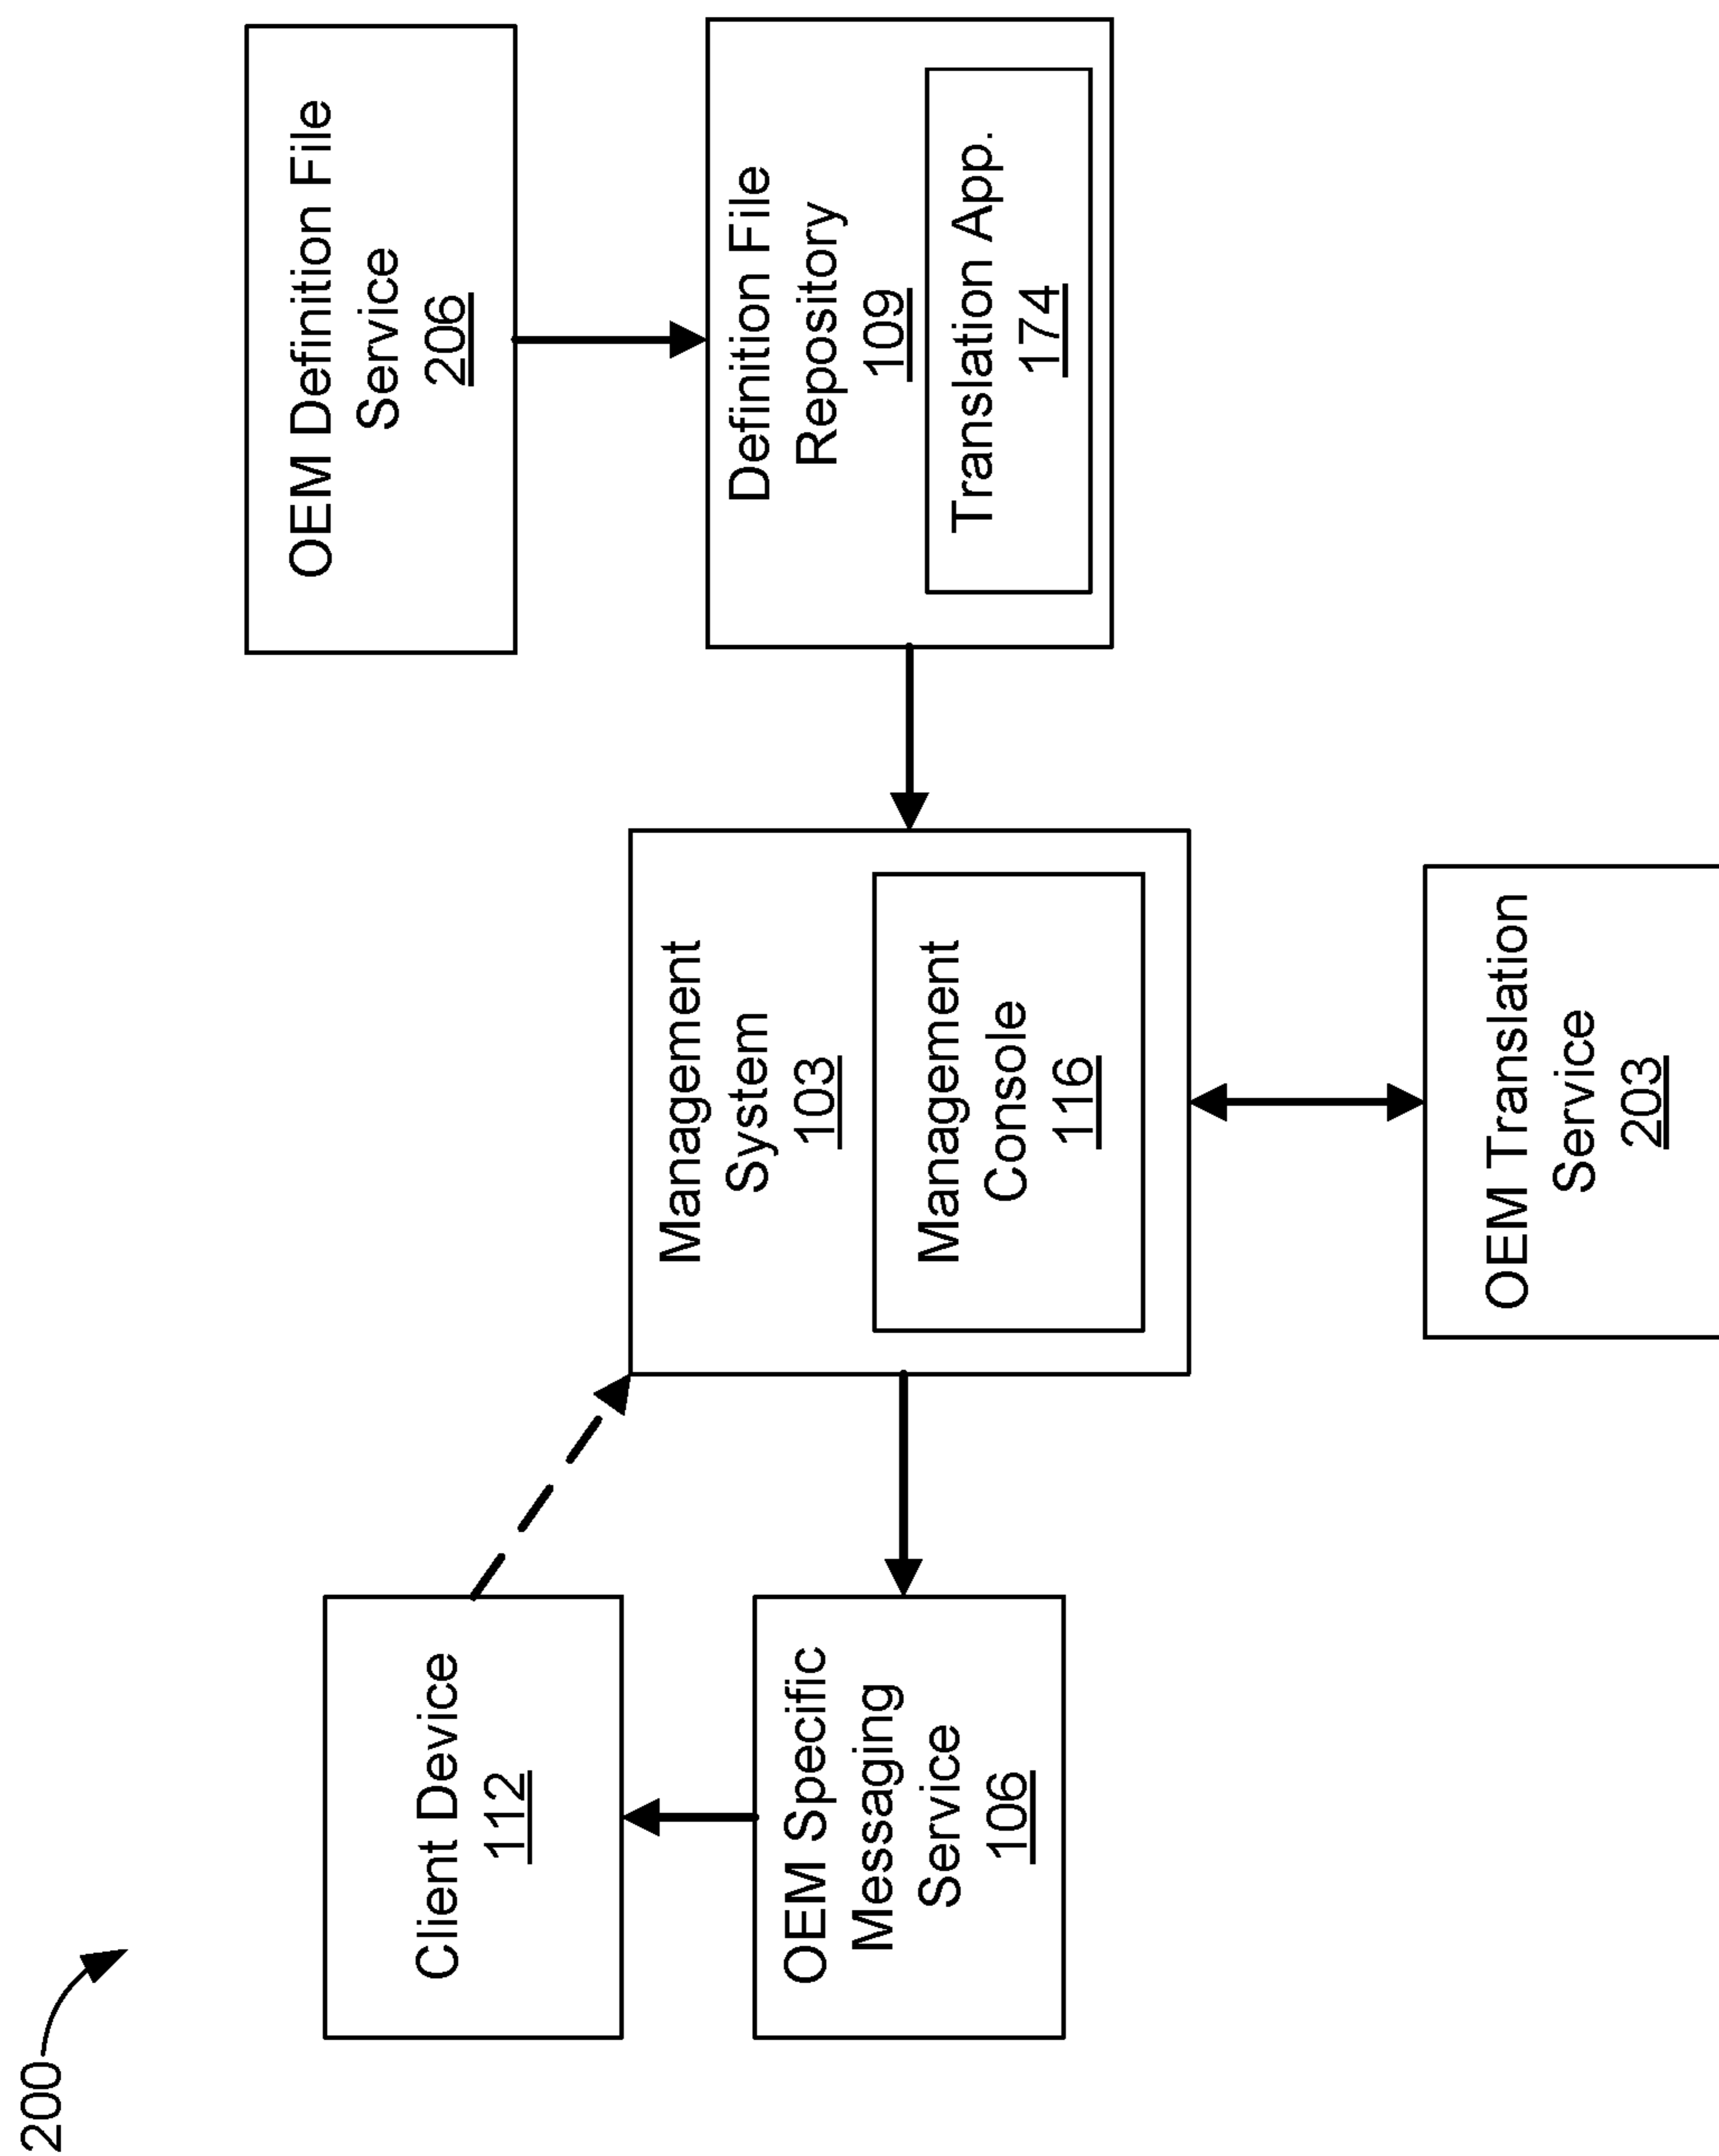 200
Client Device
112
OEM Specific
Messaging
Service
106
Management
System
103
Management
Console
116
OEM Translation
Service
203
OEM Definition File
Service
206
Definition File
Repository
109
Translation App.
174